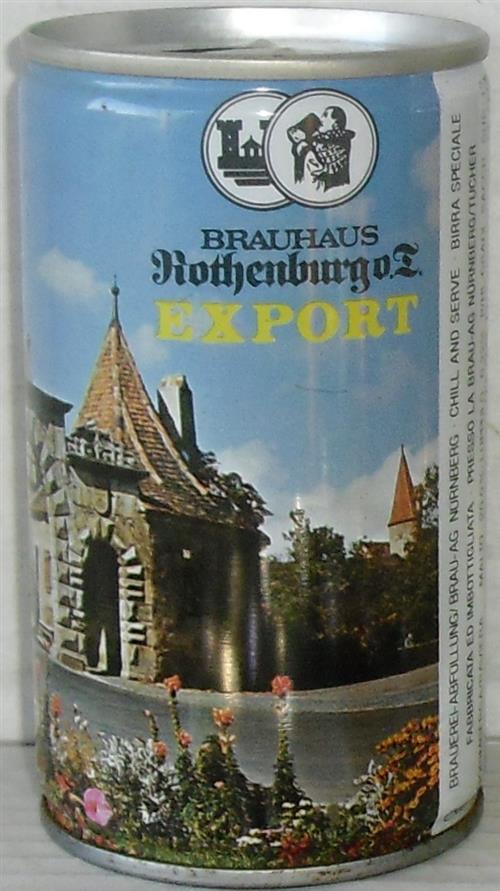 BRAUHAUS
Rothenburg o.T.
EXPORT
BRAUEREI-ABFÜLLUNG/BRAU-AG NÜRNBERG · CHILL AND SERVE · BIRRA SPECIALE
FABBRICATA ED IMBOTTIGLIATA PRESSO LA BRAU-AG NÜRNBERG/TUCHER